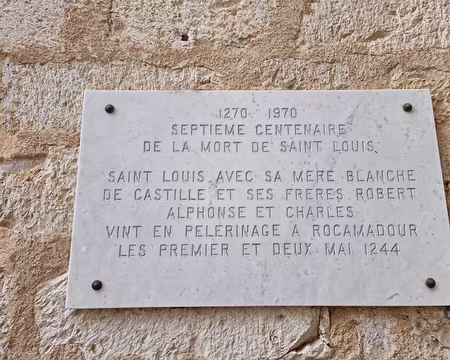 1270 1970
SEPTIEME CENTENAIRE
DE LA MORT DE SAINT LOUIS.
SAINT LOUIS AVEC SA MERE BLANCHE
DE CASTILLE ET SES FRERES ROBERT
ALPHONSE ET CHARLES
VINT EN PELERINAGE A ROCAMADOUR
LES PREMIER ET DEUX MAI 1244